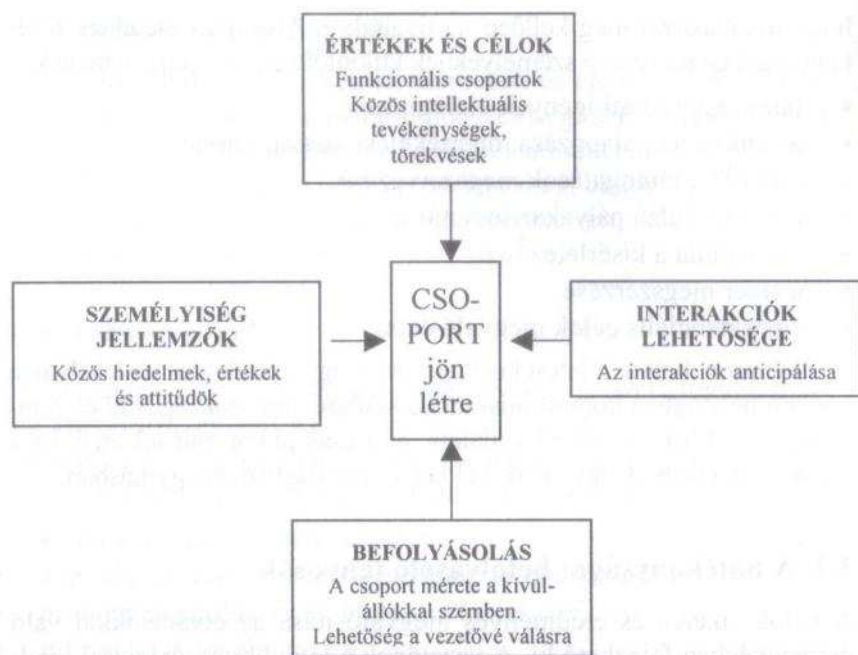 ÉRTÉKEK ÉS CÉLOK
Funkcionális csoportok
Közös intellektuális
tevékenységek,
törekvések
SZEMÉLYISÉG
JELLEMZŐK
Közös hiedelmek, értékek
és attitűdök
CSO-
PORT
jön
létre
INTERAKCIÓK
LEHETŐSÉGE
Az interakciók anticipálása
BEFOLYÁSOLÁS
A csoport mérete a kívül-
állókkal szemben.
Lehetőség a vezetővé válásra